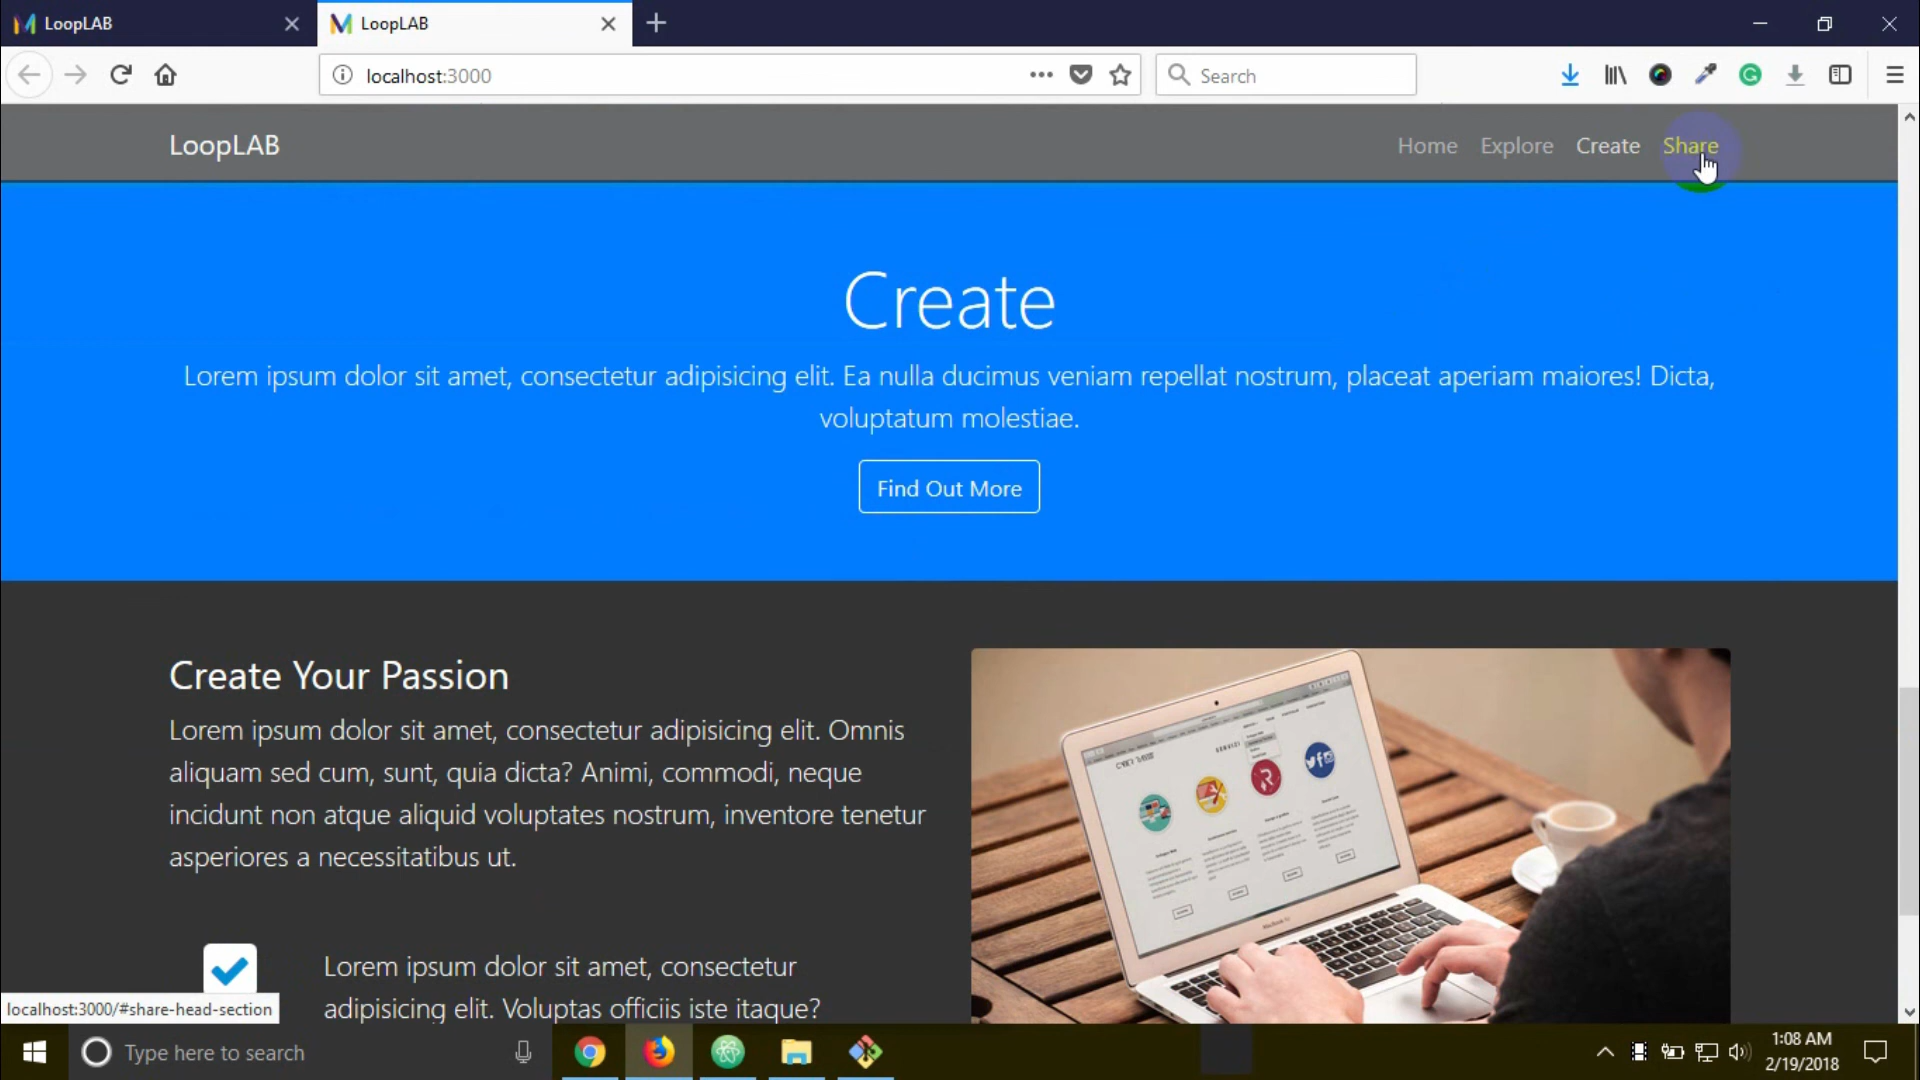 LoopLAB
LoopLAB
localhost:3000
Search
LoopLAB
Home Explore Create Share
Create
Lorem ipsum dolor sit amet, consectetur adipisicing elit. Ea nulla ducimus veniam repellat nostrum, placeat aperiam maiores! Dicta,
voluptatum molestiae.
Find Out More
Create Your Passion
Lorem ipsum dolor sit amet, consectetur adipisicing elit. Omnis
aliquam sed cum, sunt, quia dicta? Animi, commodi, neque
incidunt non atque aliquid voluptates nostrum, inventore tenetur
asperiores a necessitatibus ut.
Lorem ipsum dolor sit amet, consectetur
adipisicing elit. Voluptas officiis iste itaque?
localhost:3000/#share-head-section
Type here to search
1:08 AM
2/19/2018